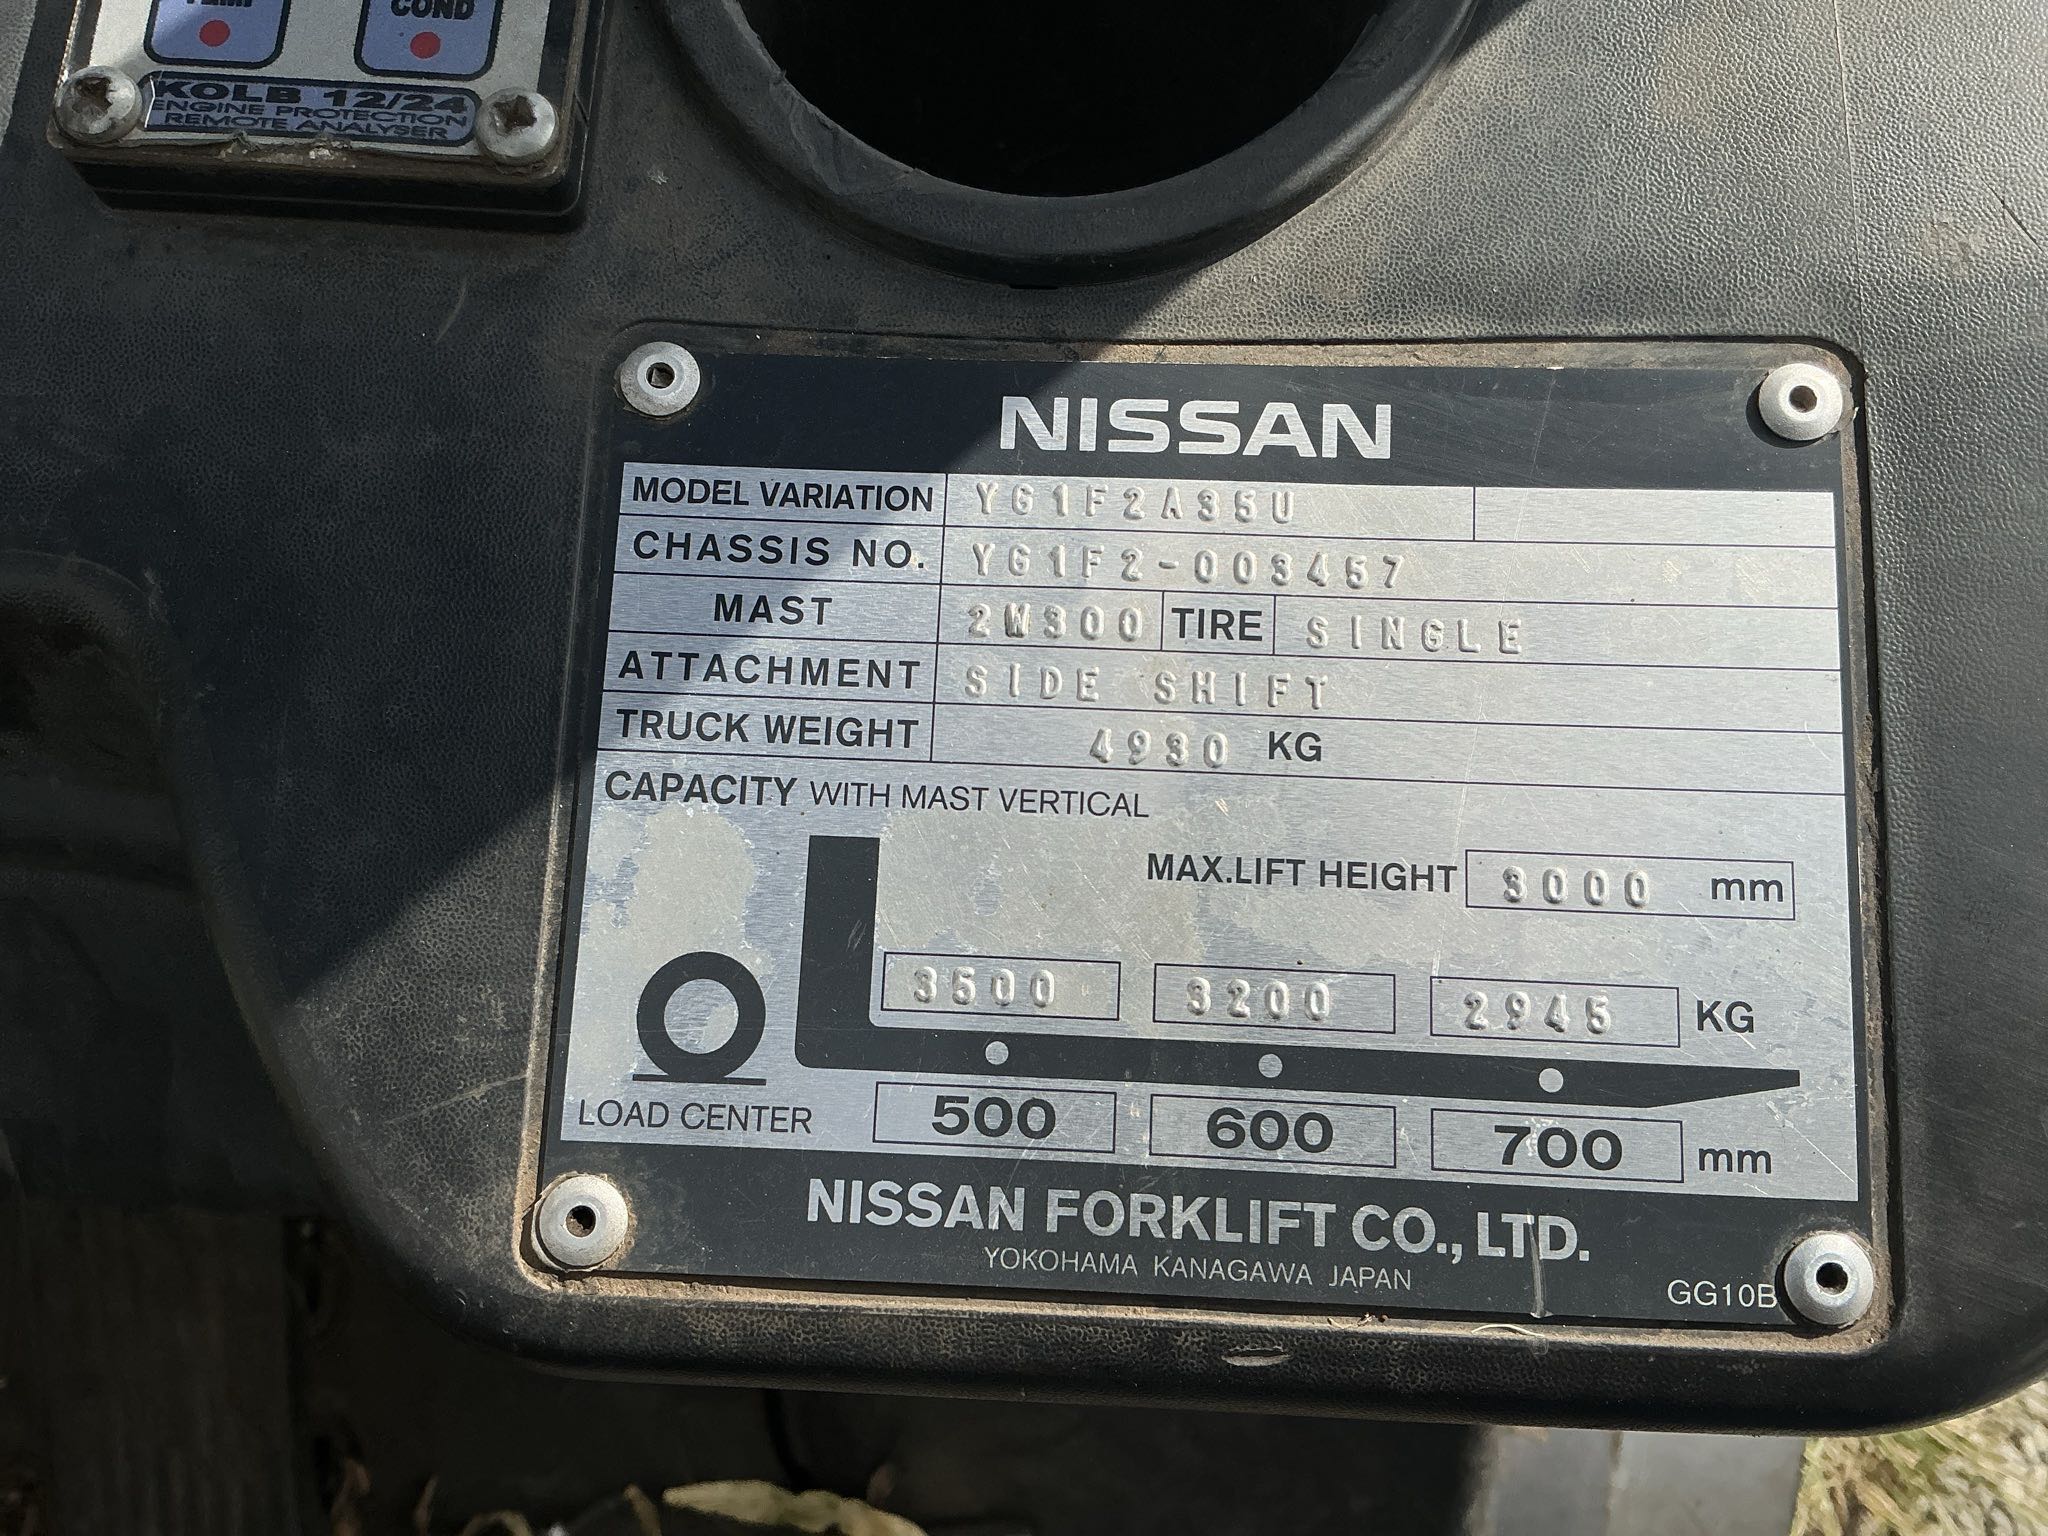 COND
KOLB 12/24
ENGINE PROTECTION
REMOTE ANALYSER
NISSAN
MODEL VARIATION YG1F2A35U
CHASSIS NO. YG1F2-003457
MAST 2W300 TIRE SINGLE
ATTACHMENT SIDE SHIFT
TRUCK WEIGHT 4930 KG
CAPACITY WITH MAST VERTICAL
MAX.LIFT HEIGHT 3000 mm
3500 3200 2945 KG
LOAD CENTER 500 600 700 mm
NISSAN FORKLIFT CO., LTD.
YOKOHAMA KANAGAWA JAPAN
GG10B